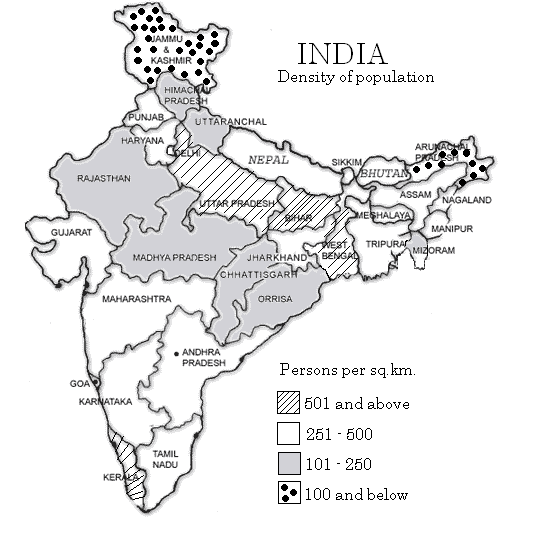 INDIA
Density of population
JAMMU
&
KASHMIR
HIMACHAL
PRADESH
PUNJAB
UTTARANCHAL
HARYANA
DELHI
NEPAL
SIKKIM
BHUTAN
ARUNACHAL
PRADESH
RAJASTHAN
ASSAM
NAGALAND
UTTAR PRADESH
BIHAR
MEGHALAYA
MANIPUR
GUJARAT
MADHYA PRADESH
JHARKHAND
WEST
BENGAL
TRIPURA
MIZORAM
CHHATTISGARH
ORRISA
MAHARASHTRA
ANDHRA
PRADESH
GOA
KARNATAKA
TAMIL
NADU
KERALA
Persons per sq.km.
501 and above
251 - 500
101 - 250
100 and below